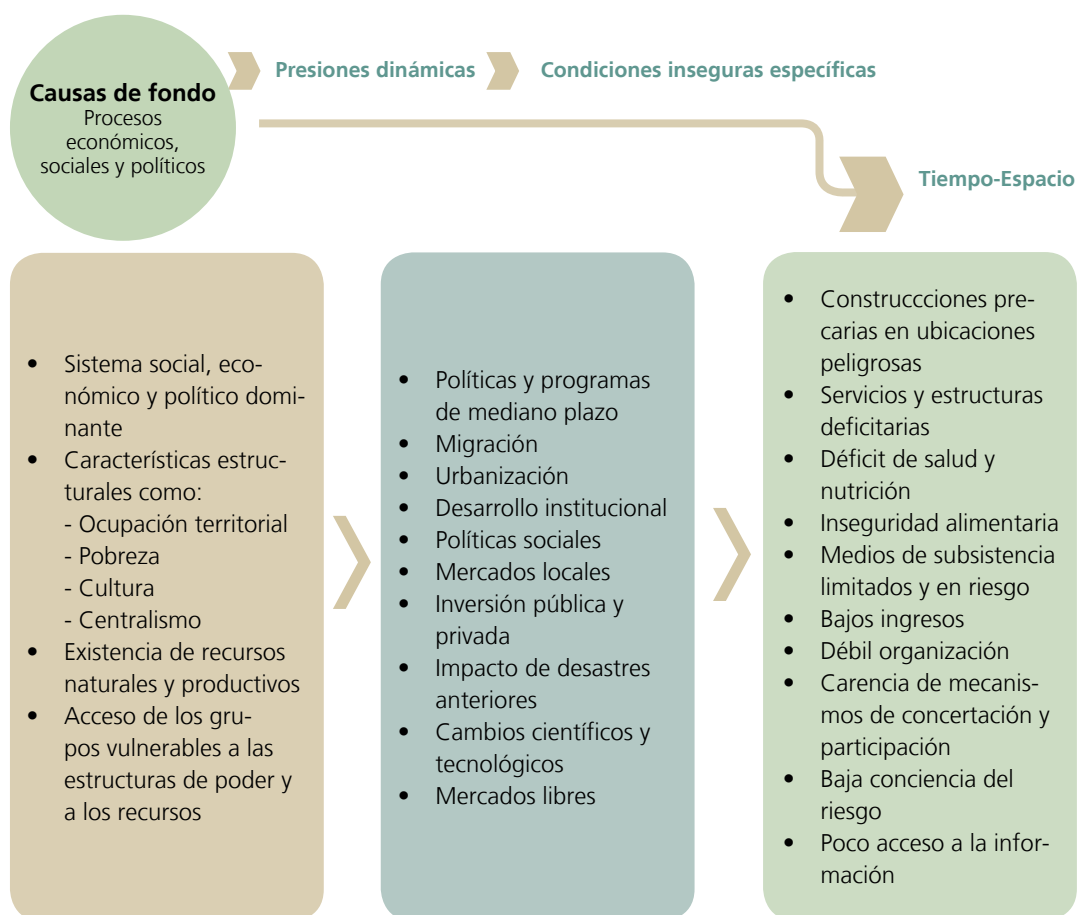 Causas de fondo
Procesos
económicos,
sociales y políticos
Presiones dinámicas
Condiciones inseguras específicas
Tiempo-Espacio
• Sistema social, eco-
nómico y político domi-
nante
• Características estruc-
turales como:
- Ocupación territorial
- Pobreza
- Cultura
- Centralismo
• Existencia de recursos
naturales y productivos
• Acceso de los gru-
pos vulnerables a las
estructuras de poder y
a los recursos
• Políticas y programas
de mediano plazo
• Migración
• Urbanización
• Desarrollo institucional
• Políticas sociales
• Mercados locales
• Inversión pública y
privada
• Impacto de desastres
anteriores
• Cambios científicos y
tecnológicos
• Mercados libres
• Construccciones pre-
carias en ubicaciones
peligrosas
• Servicios y estructuras
deficitarias
• Déficit de salud y
nutrición
• Inseguridad alimentaria
• Medios de subsistencia
limitados y en riesgo
• Bajos ingresos
• Débil organización
• Carencia de mecanis-
mos de concertación y
participación
• Baja conciencia del
riesgo
• Poco acceso a la infor-
mación